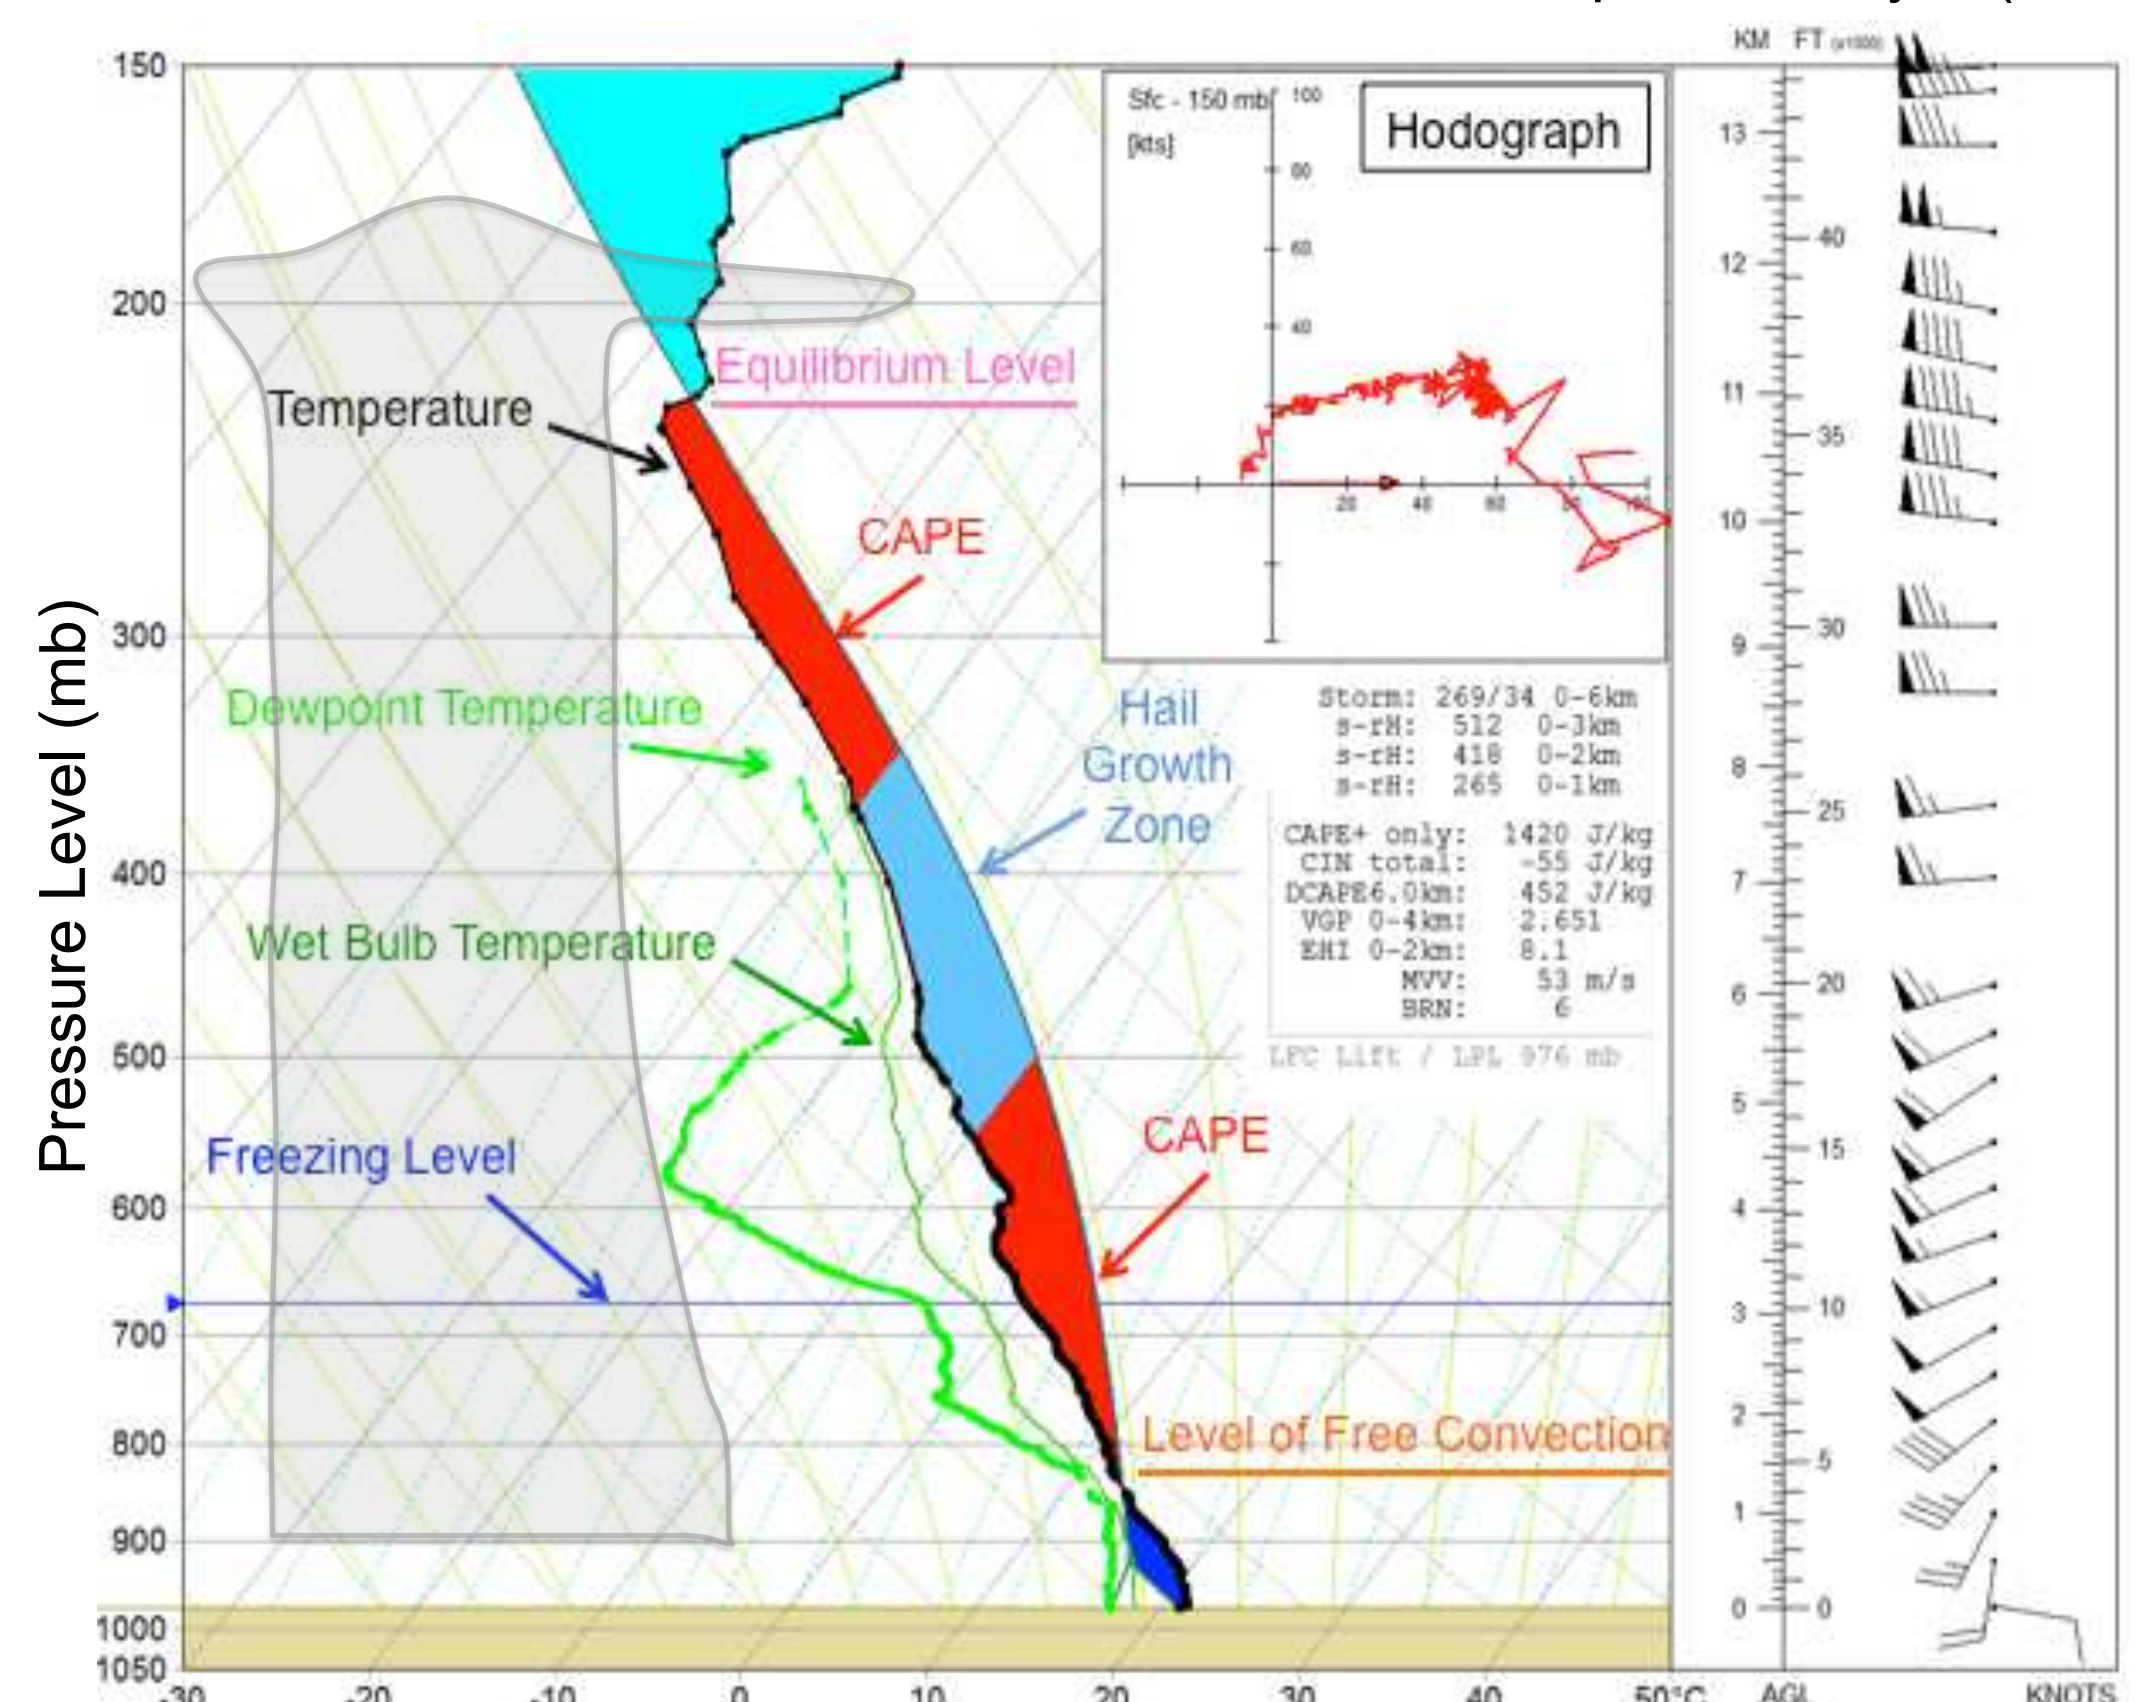 KM FT (x1000)
150
200
300
400
500
600
700
800
900
1000
1050
Pressure Level (mb)
Sfc - 150 mb
[kts]
Hodograph
100
80
60
40
20
40
60
Equilibrium Level
Temperature
CAPE
Dewpoint Temperature
Hail
Growth
Zone
Wet Bulb Temperature
Freezing Level
CAPE
Level of Free Convection
Storm: 269/34 0-6km
s-rH: 512 0-3km
s-rH: 418 0-2km
s-rH: 265 0-1km
CAPE+ only: 1420 J/kg
CIN total: -55 J/kg
DCAPE6.0km: 452 J/kg
VGP 0-4km: 2.651
EHI 0-2km: 8.1
MVV: 53 m/s
BRN: 6
LFC Lift / LPL 976 mb
13
12
11
10
9
8
7
6
5
4
3
2
1
0
40
35
30
25
20
15
10
5
0
-30 -20 -10 0 10 20 30 40 50°C AGL KNOTS